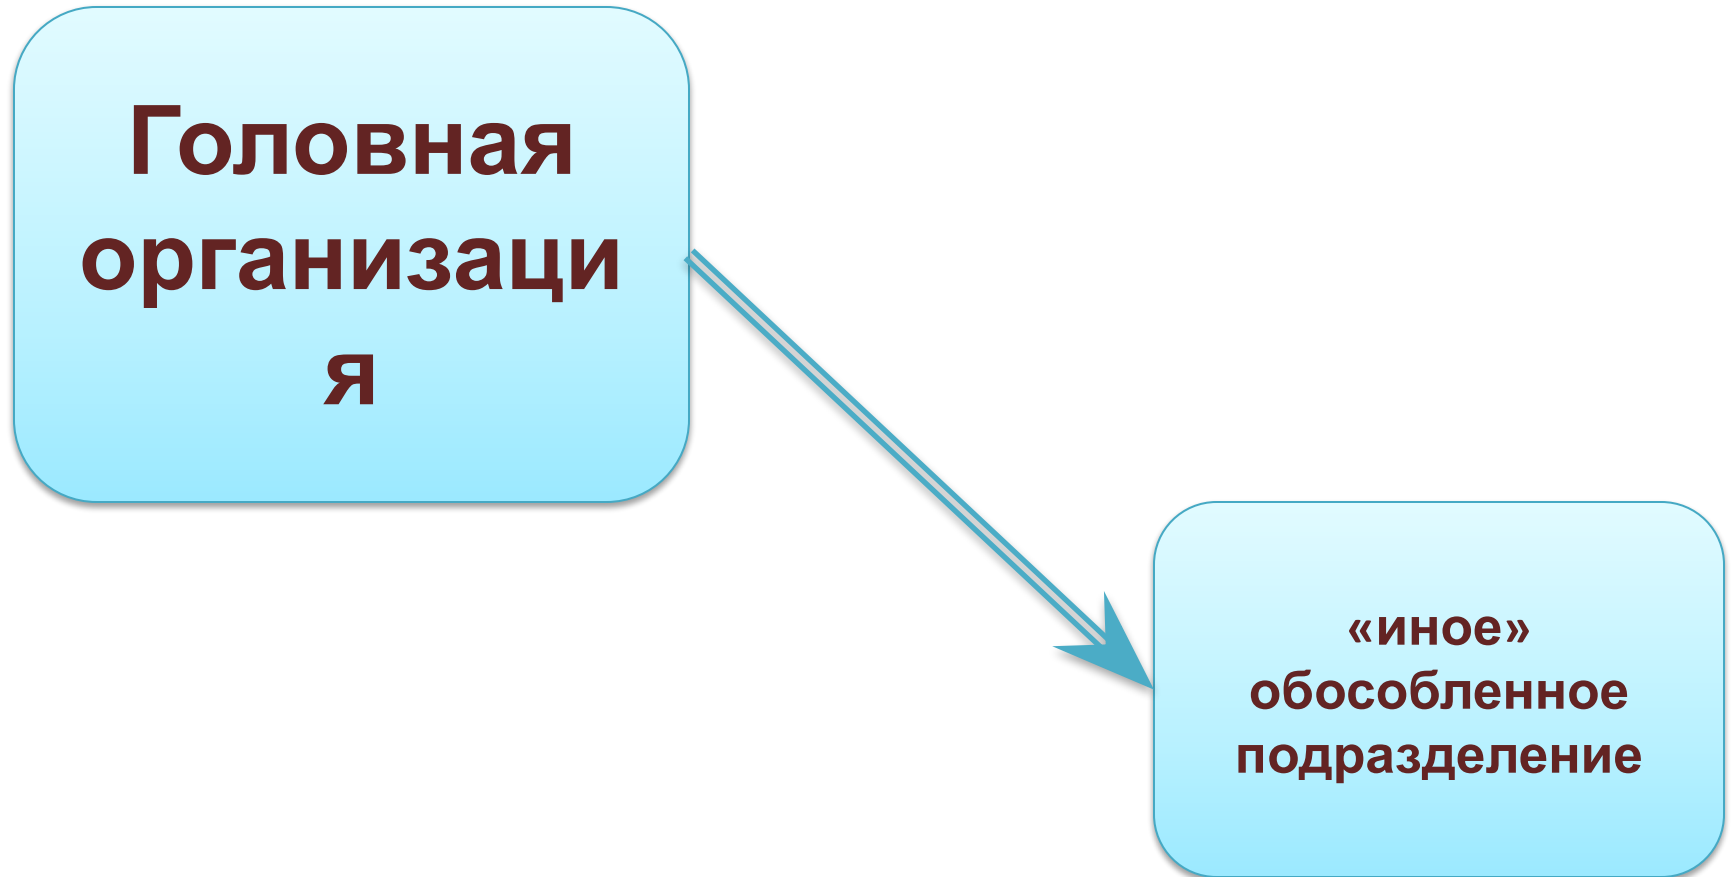 Головная
организаци
я
«иное»
обособленное
подразделение